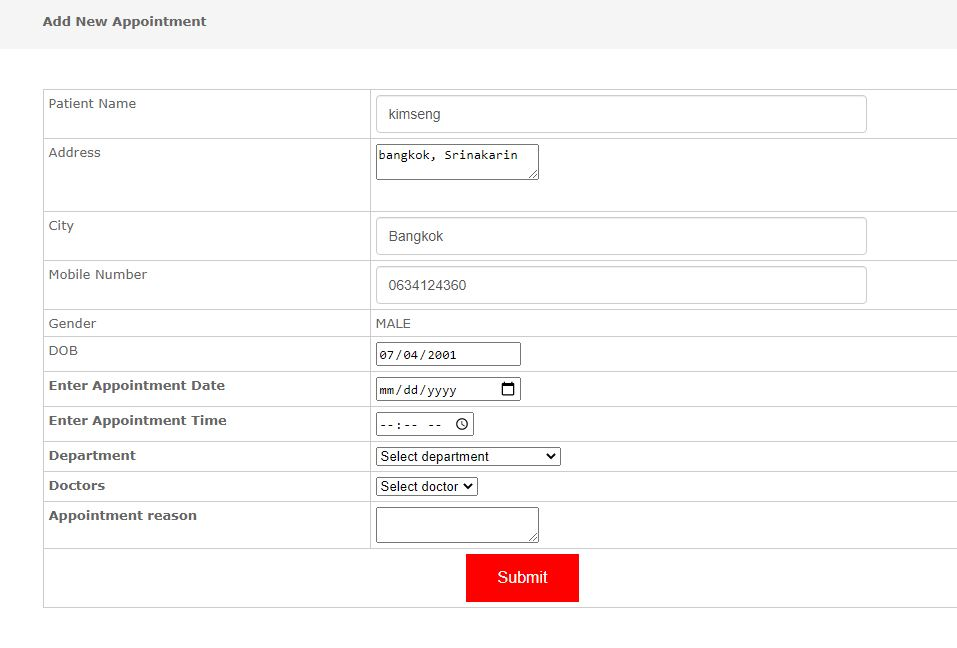 Add New Appointment
Patient Name
kimseng
Address
bangkok, Srinakarin
City
Bangkok
Mobile Number
0634124360
Gender
MALE
DOB
07/04/2001
Enter Appointment Date
mm/dd/yyyy
Enter Appointment Time
--:-- --
Department
Select department
Doctors
Select doctor
Appointment reason
Submit